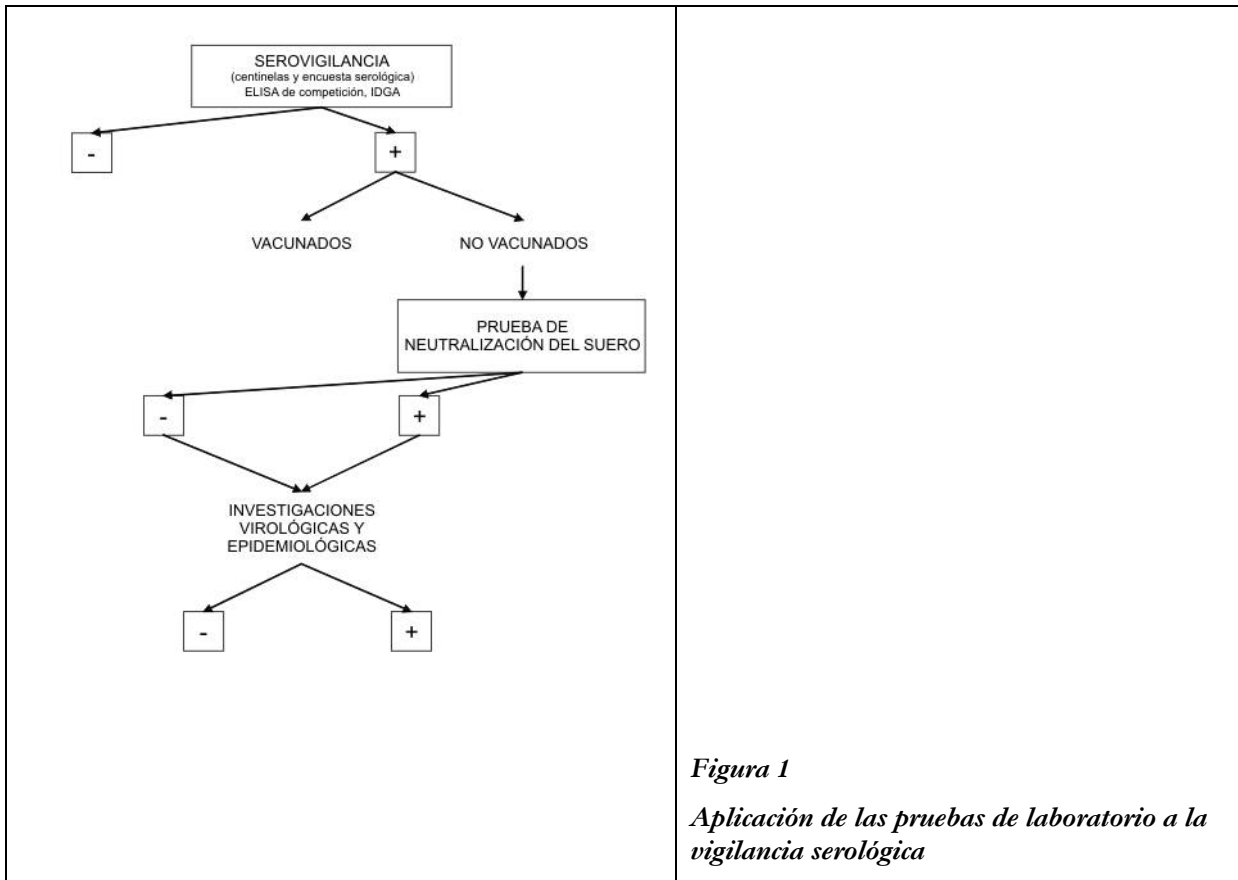 SEROVIGILANCIA
(centinelas y encuesta serológica)
ELISA de competición, IDGA
-
+
VACUNADOS
NO VACUNADOS
PRUEBA DE
NEUTRALIZACIÓN DEL SUERO
-
+
INVESTIGACIONES
VIROLÓGICAS Y
EPIDEMIOLÓGICAS
-
+
Figura 1
Aplicación de las pruebas de laboratorio a la
vigilancia serológica